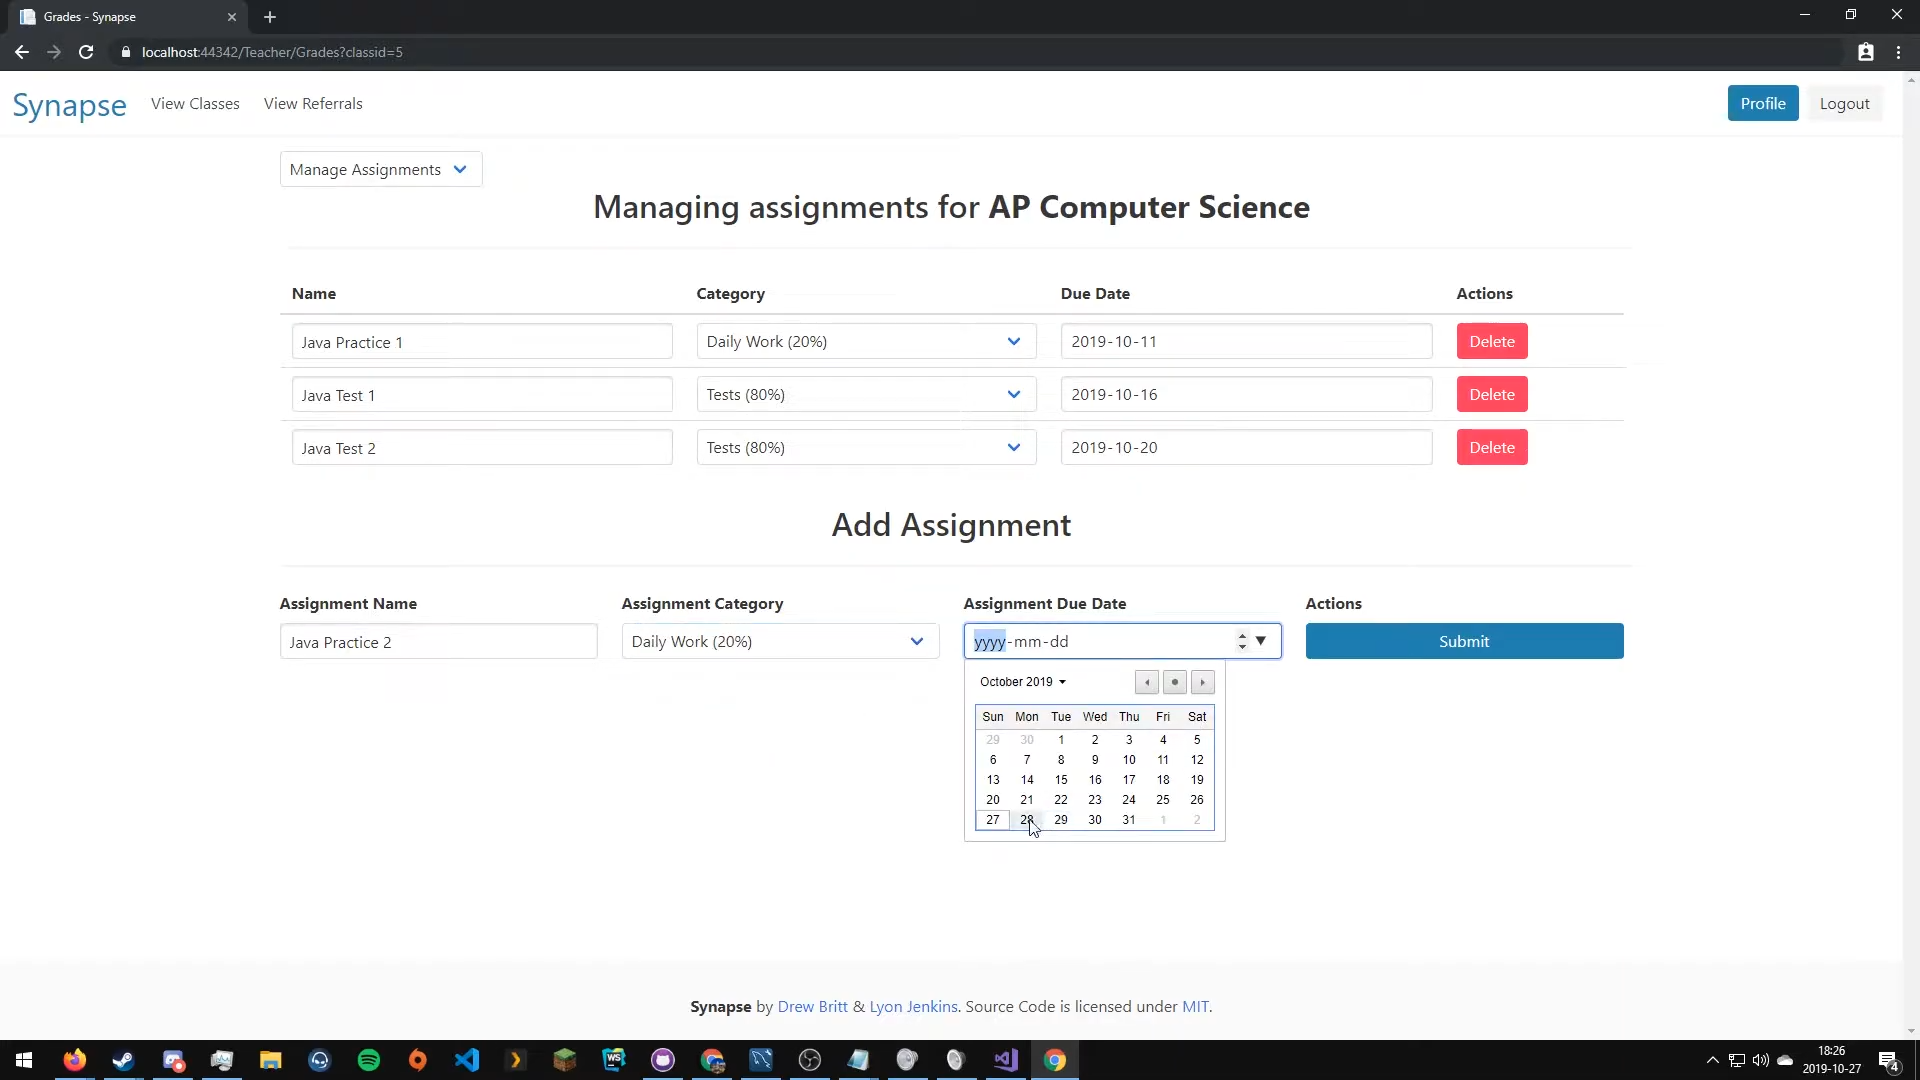 Grades - Synapse
localhost:44342/Teacher/Grades?classid=5
Synapse View Classes View Referrals Profile Logout
Manage Assignments
Managing assignments for AP Computer Science
Name Category Due Date Actions
Java Practice 1 Daily Work (20%) 2019-10-11 Delete
Java Test 1 Tests (80%) 2019-10-16 Delete
Java Test 2 Tests (80%) 2019-10-20 Delete
Add Assignment
Assignment Name Assignment Category Assignment Due Date Actions
Java Practice 2 Daily Work (20%) yyyy-mm-dd Submit
October 2019
Sun Mon Tue Wed Thu Fri Sat
29 30 1 2 3 4 5
6 7 8 9 10 11 12
13 14 15 16 17 18 19
20 21 22 23 24 25 26
27 28 29 30 31 1 2
Synapse by Drew Britt & Lyon Jenkins. Source Code is licensed under MIT.
WS
18:26
2019-10-27
4